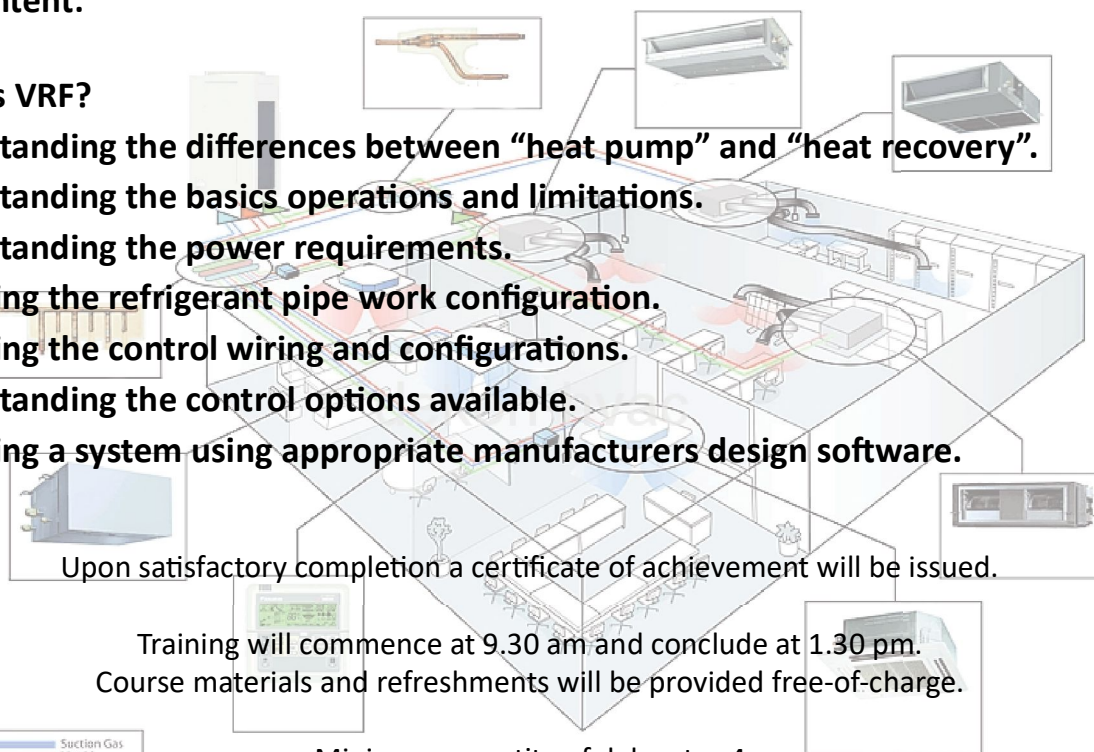 ntent:
s VRF?
tanding the differences between “heat pump” and “heat recovery”.
tanding the basics operations and limitations.
tanding the power requirements.
ing the refrigerant pipe work configuration.
ing the control wiring and configurations.
tanding the control options available.
ing a system using appropriate manufacturers design software.
Upon satisfactory completion a certificate of achievement will be issued.
Training will commence at 9.30 am and conclude at 1.30 pm.
Course materials and refreshments will be provided free-of-charge.
Suction Gas